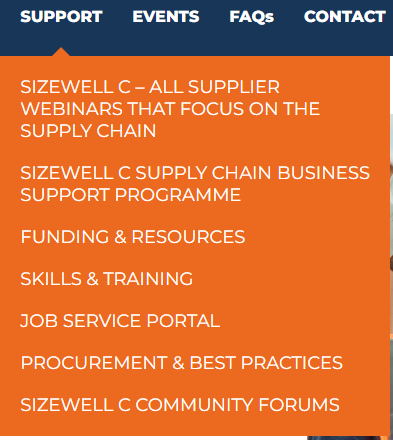 SUPPORT EVENTS FAQs CONTACT
SIZEWELL C – ALL SUPPLIER
WEBINARS THAT FOCUS ON THE
SUPPLY CHAIN
SIZEWELL C SUPPLY CHAIN BUSINESS
SUPPORT PROGRAMME
FUNDING & RESOURCES
SKILLS & TRAINING
JOB SERVICE PORTAL
PROCUREMENT & BEST PRACTICES
SIZEWELL C COMMUNITY FORUMS